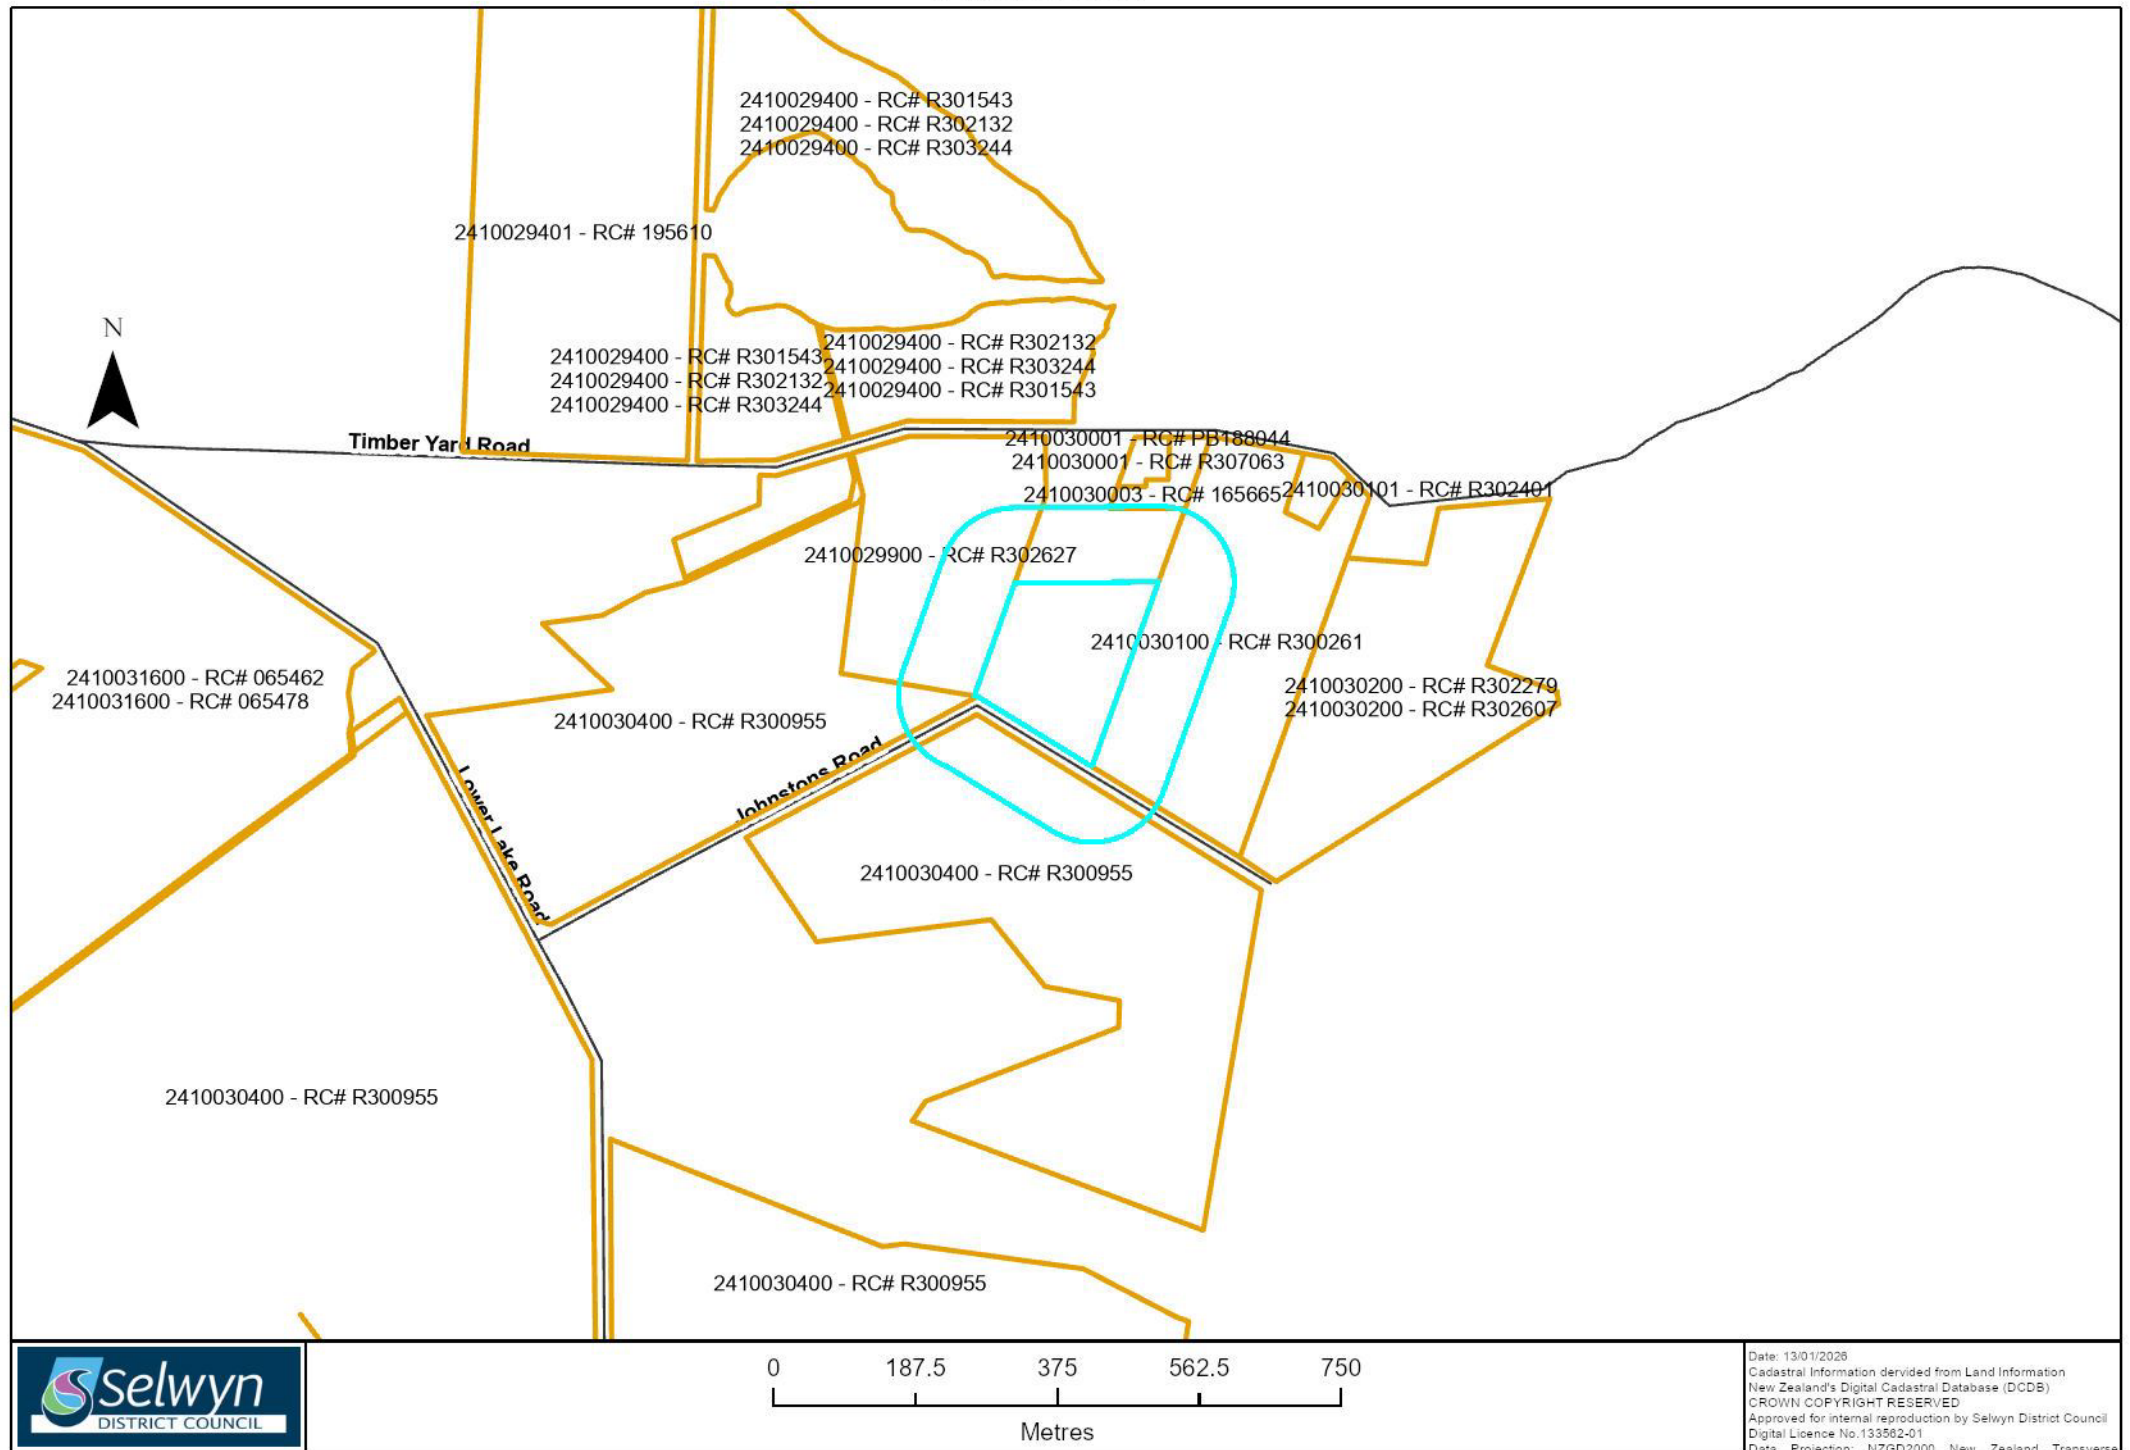 2410029400 - RC# R301543
2410029400 - RC# R302132
2410029400 - RC# R303244
2410029401 - RC# 195610
N
2410029400 - RC# R301543
2410029400 - RC# R302132
2410029400 - RC# R303244
2410029400 - RC# R302132
2410029400 - RC# R303244
2410029400 - RC# R301543
Timber Yard Road
2410030001 - RC# PB188044
2410030001 - RC# R307063
2410030003 - RC# 165665
2410030101 - RC# R302401
2410029900 - RC# R302627
2410030100 - RC# R300261
2410031600 - RC# 065462
2410031600 - RC# 065478
2410030200 - RC# R302279
2410030200 - RC# R302607
2410030400 - RC# R300955
Johnstons Road
Lower Lake Road
2410030400 - RC# R300955
2410030400 - RC# R300955
2410030400 - RC# R300955
Selwyn
DISTRICT COUNCIL
0 187.5 375 562.5 750
Metres
Date: 13/01/2026
Cadastral Information dervided from Land Information
New Zealand's Digital Cadastral Database (DCDB)
CROWN COPYRIGHT RESERVED
Approved for internal reproduction by Selwyn District Council
Digital Licence No.133562-01
Data Projection: NZGD2000 New Zealand Transverse